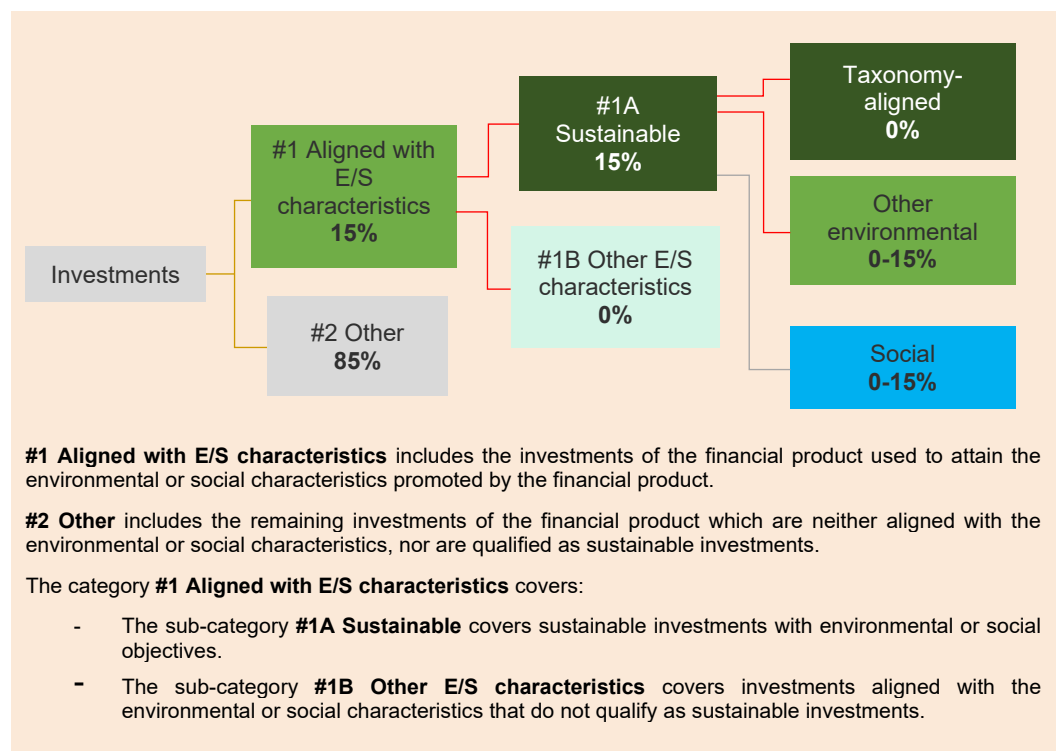 Investments
#1 Aligned with
E/S
characteristics
15%
#2 Other
85%
#1A
Sustainable
15%
#1B Other E/S
characteristics
0%
Taxonomy-
aligned
0%
Other
environmental
0-15%
Social
0-15%
#1 Aligned with E/S characteristics includes the investments of the financial product used to attain the
environmental or social characteristics promoted by the financial product.
#2 Other includes the remaining investments of the financial product which are neither aligned with the
environmental or social characteristics, nor are qualified as sustainable investments.
The category #1 Aligned with E/S characteristics covers:
- The sub-category #1A Sustainable covers sustainable investments with environmental or social
objectives.
- The sub-category #1B Other E/S characteristics covers investments aligned with the
environmental or social characteristics that do not qualify as sustainable investments.